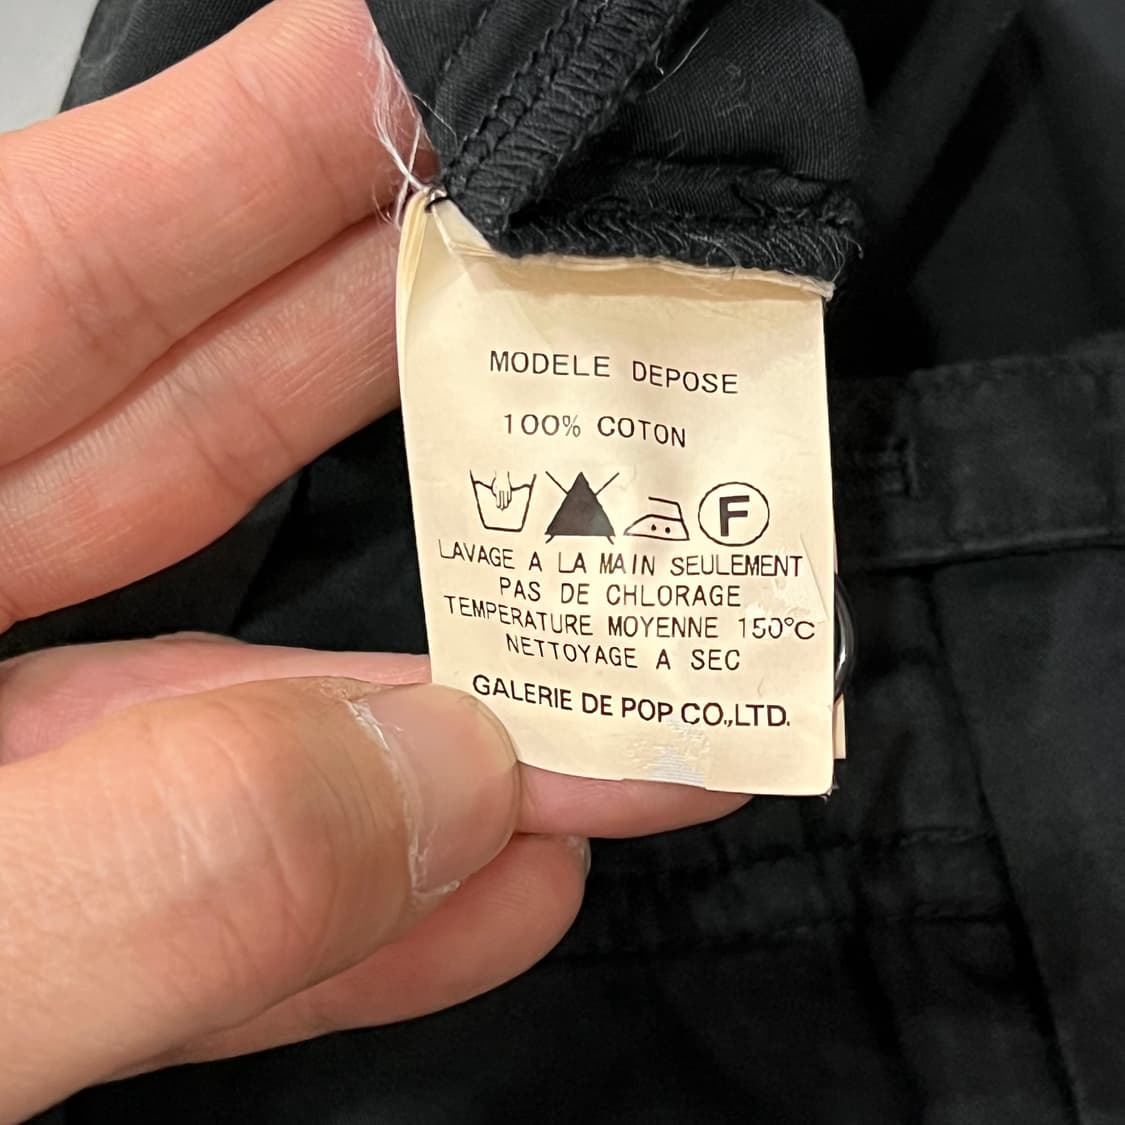 MODELE DEPOSE
100% COTON
F
LAVAGE A LA MAIN SEULEMENT
PAS DE CHLORAGE
TEMPERATURE MOYENNE 150°C
NETTOYAGE A SEC
GALERIE DE POP CO.,LTD.